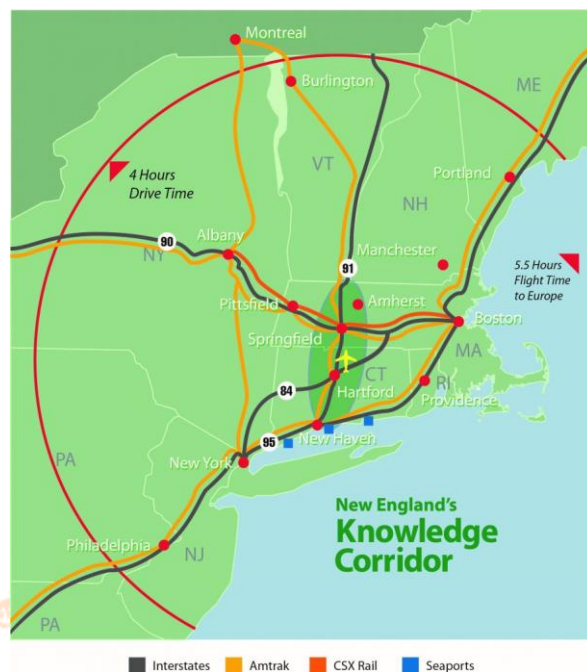 Montreal
Burlington
ME
VT
4 Hours
Drive Time
Portland
NH
90
Albany
NY
Manchester
91
5.5 Hours
Flight Time
to Europe
Pittsfield
Amherst
Springfield
Boston
MA
CT
Hartford
RI
84
Providence
95
New Haven
PA
New York
New England's
Knowledge
Corridor
Philadelphia
NJ
PA
Interstates
Amtrak
CSX Rail
Seaports